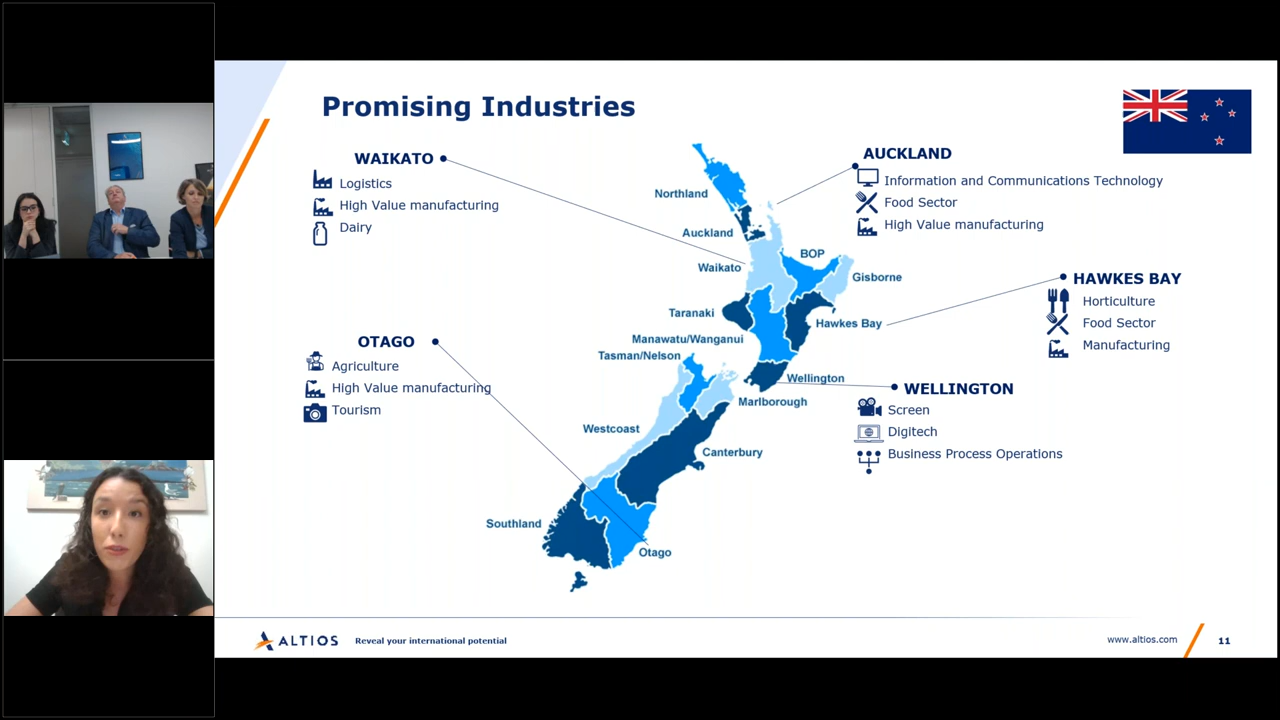 Promising Industries
WAIKATO
Logistics
High Value manufacturing
Dairy
OTAGO
Agriculture
High Value manufacturing
Tourism
Northland
Auckland
Waikato
BOP
Gisborne
Taranaki
Hawkes Bay
Manawatu/Wanganui
Tasman/Nelson
Wellington
Marlborough
Westcoast
Canterbury
Southland
Otago
AUCKLAND
Information and Communications Technology
Food Sector
High Value manufacturing
HAWKES BAY
Horticulture
Food Sector
Manufacturing
WELLINGTON
Screen
Digitech
Business Process Operations
ALTIOS
Reveal your international potential
www.altios.com
11